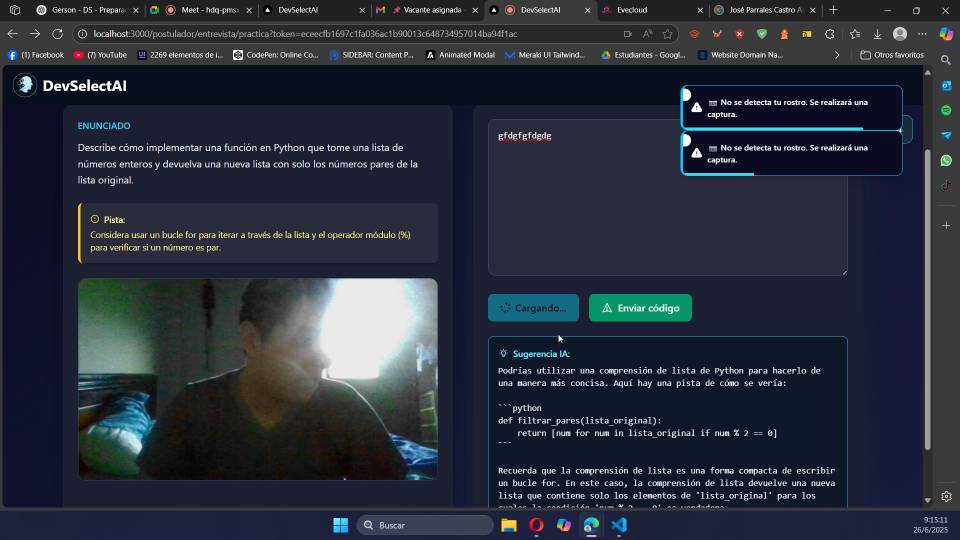 Gerson - DS - Prepara
Meet - hdq-pmsx
DevSelectAI
Vacante asignada -
DevSelectAI
Evecloud
José Parrales Castro A
localhost:3000/postulador/entrevista/practica?token=eceecfb1697c1fa036ac1b90013c648734957014ba94f1ac
(1) Facebook
(7) YouTube
2269 elementos de i...
CodePen: Online Co...
SIDEBAR: Content P...
Animated Modal
Meraki UI Tailwind...
Estudiantes - Googl...
Website Domain Na...
Otros favoritos
DevSelectAI
No se detecta tu rostro. Se realizará una
captura.
No se detecta tu rostro. Se realizará una
captura.
ENUNCIADO
Describe cómo implementar una función en Python que tome una lista de
números enteros y devuelva una nueva lista con solo los números pares de la
lista original.
Pista:
Considera usar un bucle for para iterar a través de la lista y el operador módulo (%)
para verificar si un número es par.
gfdgfgfdgdg
Cargando...
Enviar código
Sugerencia IA:
Podrías utilizar una comprensión de lista de Python para hacerlo de
una manera más concisa. Aquí hay una pista de cómo se vería:
```python
def filtrar_pares(lista_original):
    return [num for num in lista_original if num % 2 == 0]
```
Recuerda que la comprensión de lista es una forma compacta de escribir
un bucle for. En este caso, la comprensión de lista devuelve una nueva
lista que contiene solo los elementos de 'lista_original' para los
cuales la condición 'num % 2 == 0' es verdadera.
Buscar
9:15:11
26/6/2025